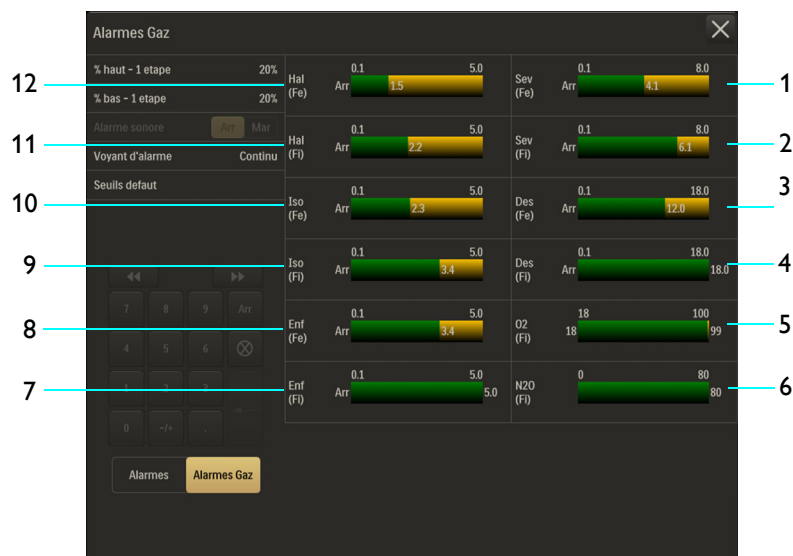 Alarmes Gaz
% haut - 1 etape 20%
% bas - 1 etape 20%
Alarme sonore Arr Mar
Voyant d'alarme Continu
Seuils defaut
7 8 9 Arr
4 5 6
1 2 3
0 -/+ .
Alarmes Alarmes Gaz
12 Hal (Fe) Arr 0.1 5.0 1.5
11 Hal (Fi) Arr 0.1 5.0 2.2
10 Iso (Fe) Arr 0.1 5.0 2.3
9 Iso (Fi) Arr 0.1 5.0 3.4
8 Enf (Fe) Arr 0.1 5.0 3.4
7 Enf (Fi) Arr 0.1 5.0 5.0
Sev (Fe) Arr 0.1 8.0 4.1 1
Sev (Fi) Arr 0.1 8.0 6.1 2
Des (Fe) Arr 0.1 18.0 12.0 3
Des (Fi) Arr 0.1 18.0 18.0 4
O2 (Fi) 18 18 100 99 5
N2O (Fi) 0 80 80 6